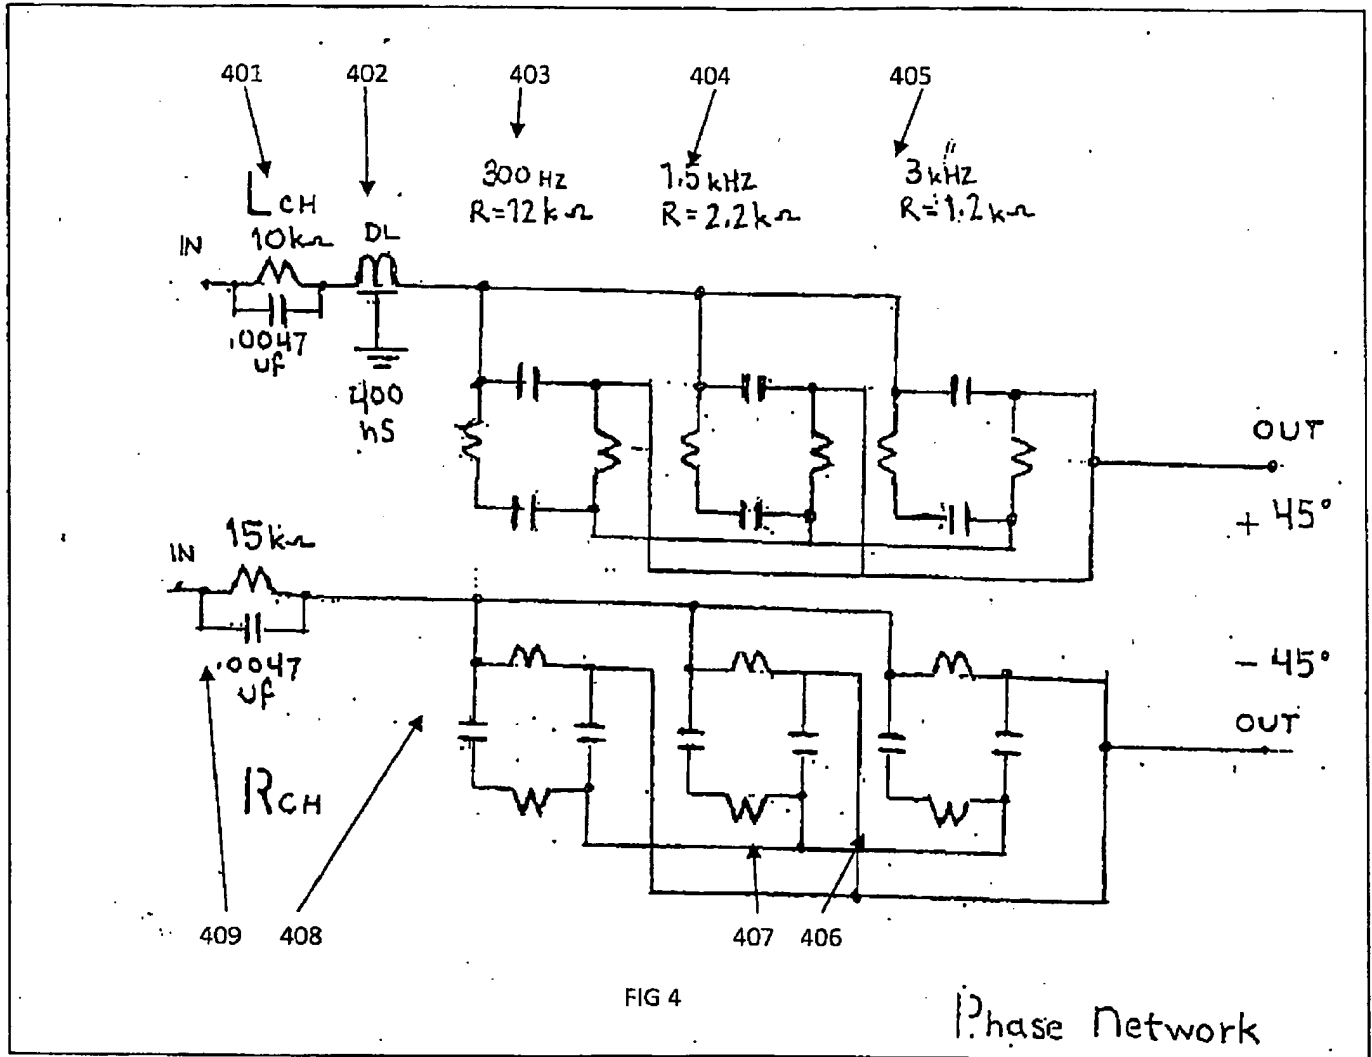 401
402
403
404
405
300 Hz
R=12kΩ
1.5 kHz
R=2.2kΩ
3 kHz
R=1.2kΩ
LCH
IN
10kΩ
DL
.0047
uf
400
nS
OUT
+45°
IN
15kΩ
.0047
uf
-45°
OUT
RCH
409
408
407
406
FIG 4
Phase Network